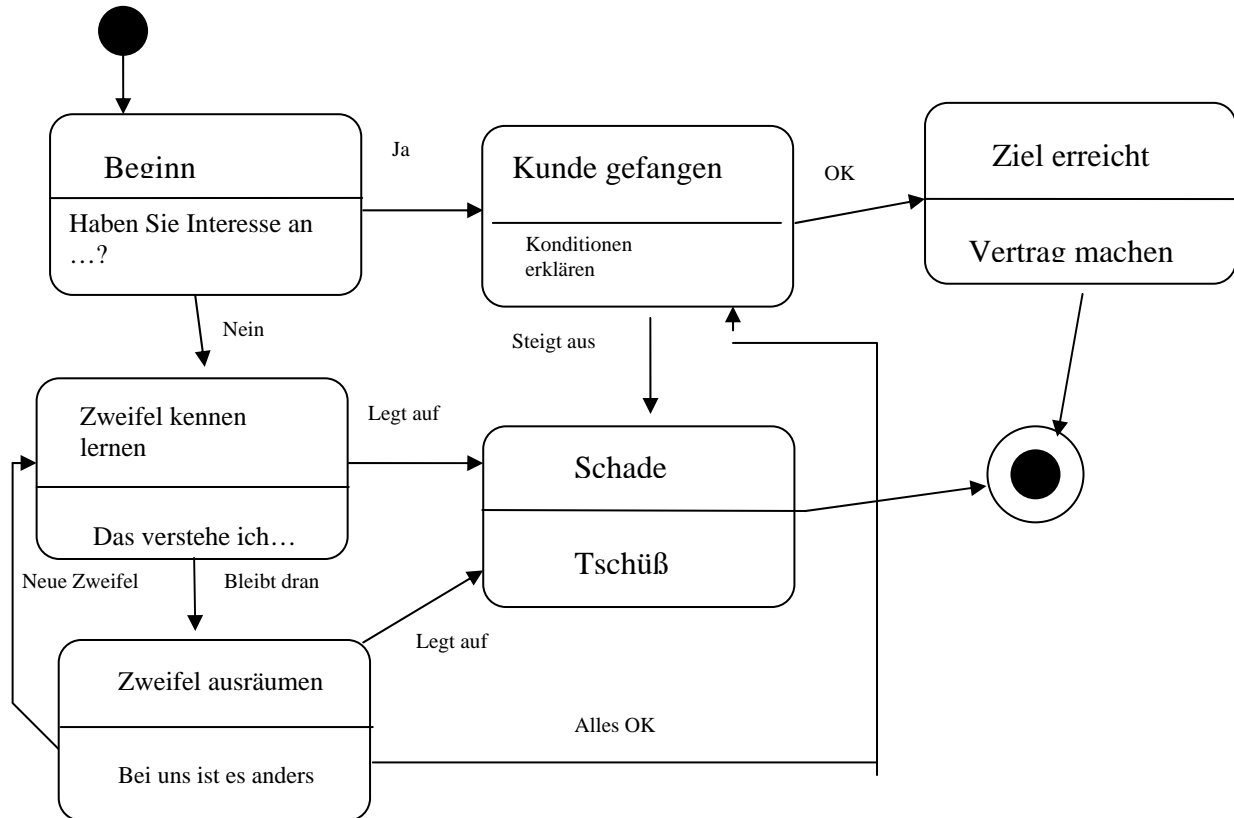 Beginn
Haben Sie Interesse an
…?
Ja
Kunde gefangen
Konditionen
erklären
OK
Ziel erreicht
Vertrag machen
Nein
Steigt aus
Zweifel kennen
lernen
Das verstehe ich…
Legt auf
Schade
Tschüß
Neue Zweifel
Bleibt dran
Legt auf
Zweifel ausräumen
Bei uns ist es anders
Alles OK